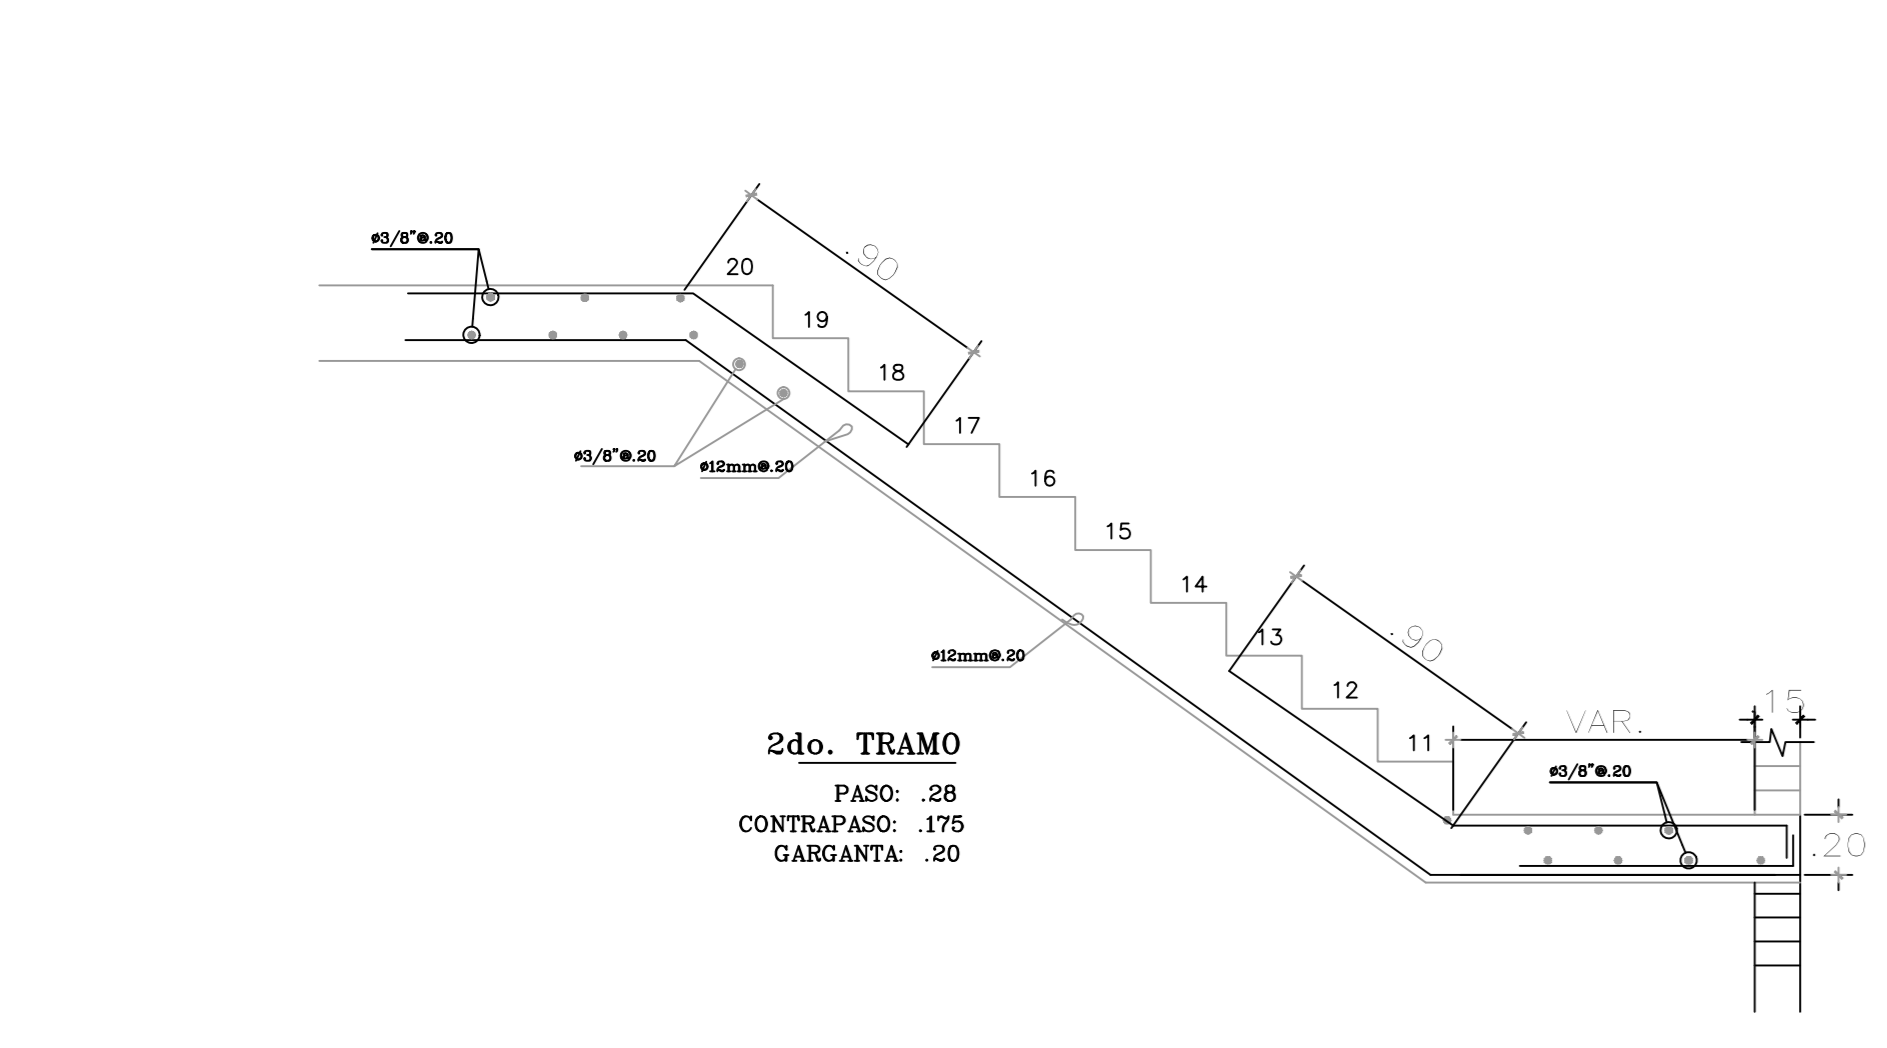 ø3/8"@.20
.90
20
19
18
17
ø3/8"@.20
ø12mm@.20
16
15
14
13
.90
ø12mm@.20
12
11
VAR.
15
ø3/8"@.20
.20
2do. TRAMO
PASO: .28
CONTRAPASO: .175
GARGANTA: .20